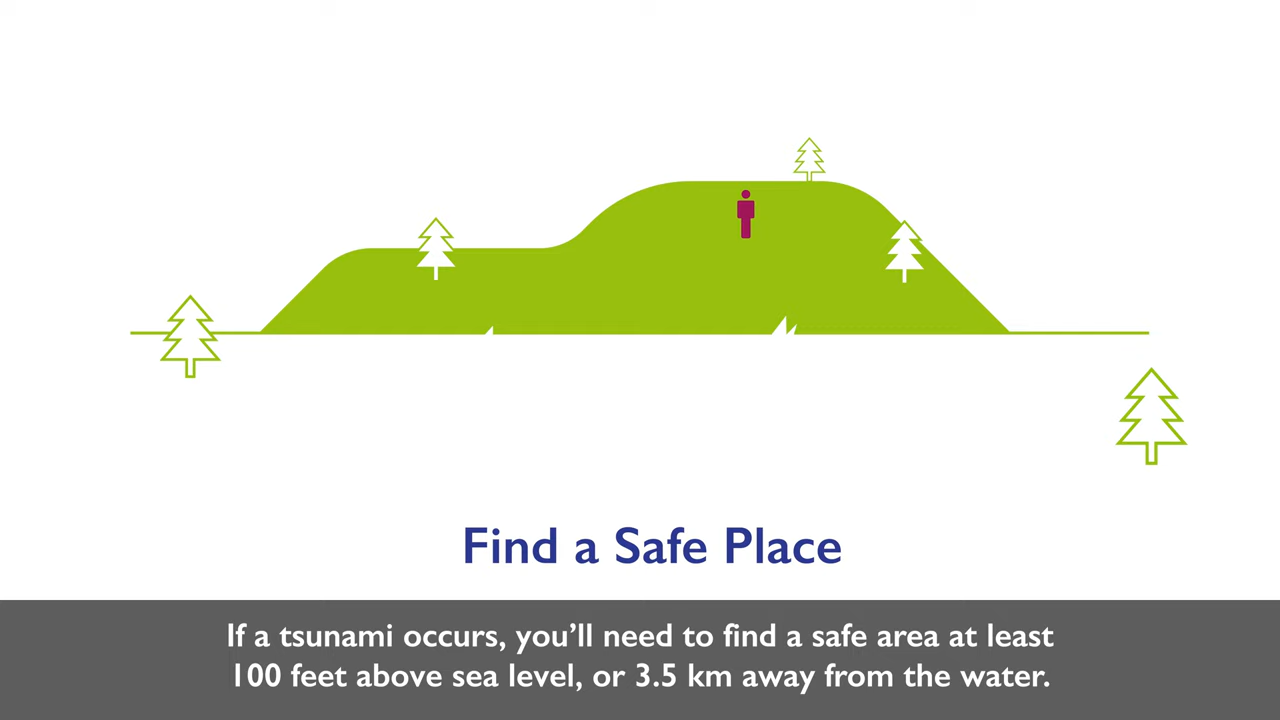 Find a Safe Place
If a tsunami occurs, you’ll need to find a safe area at least
100 feet above sea level, or 3.5 km away from the water.